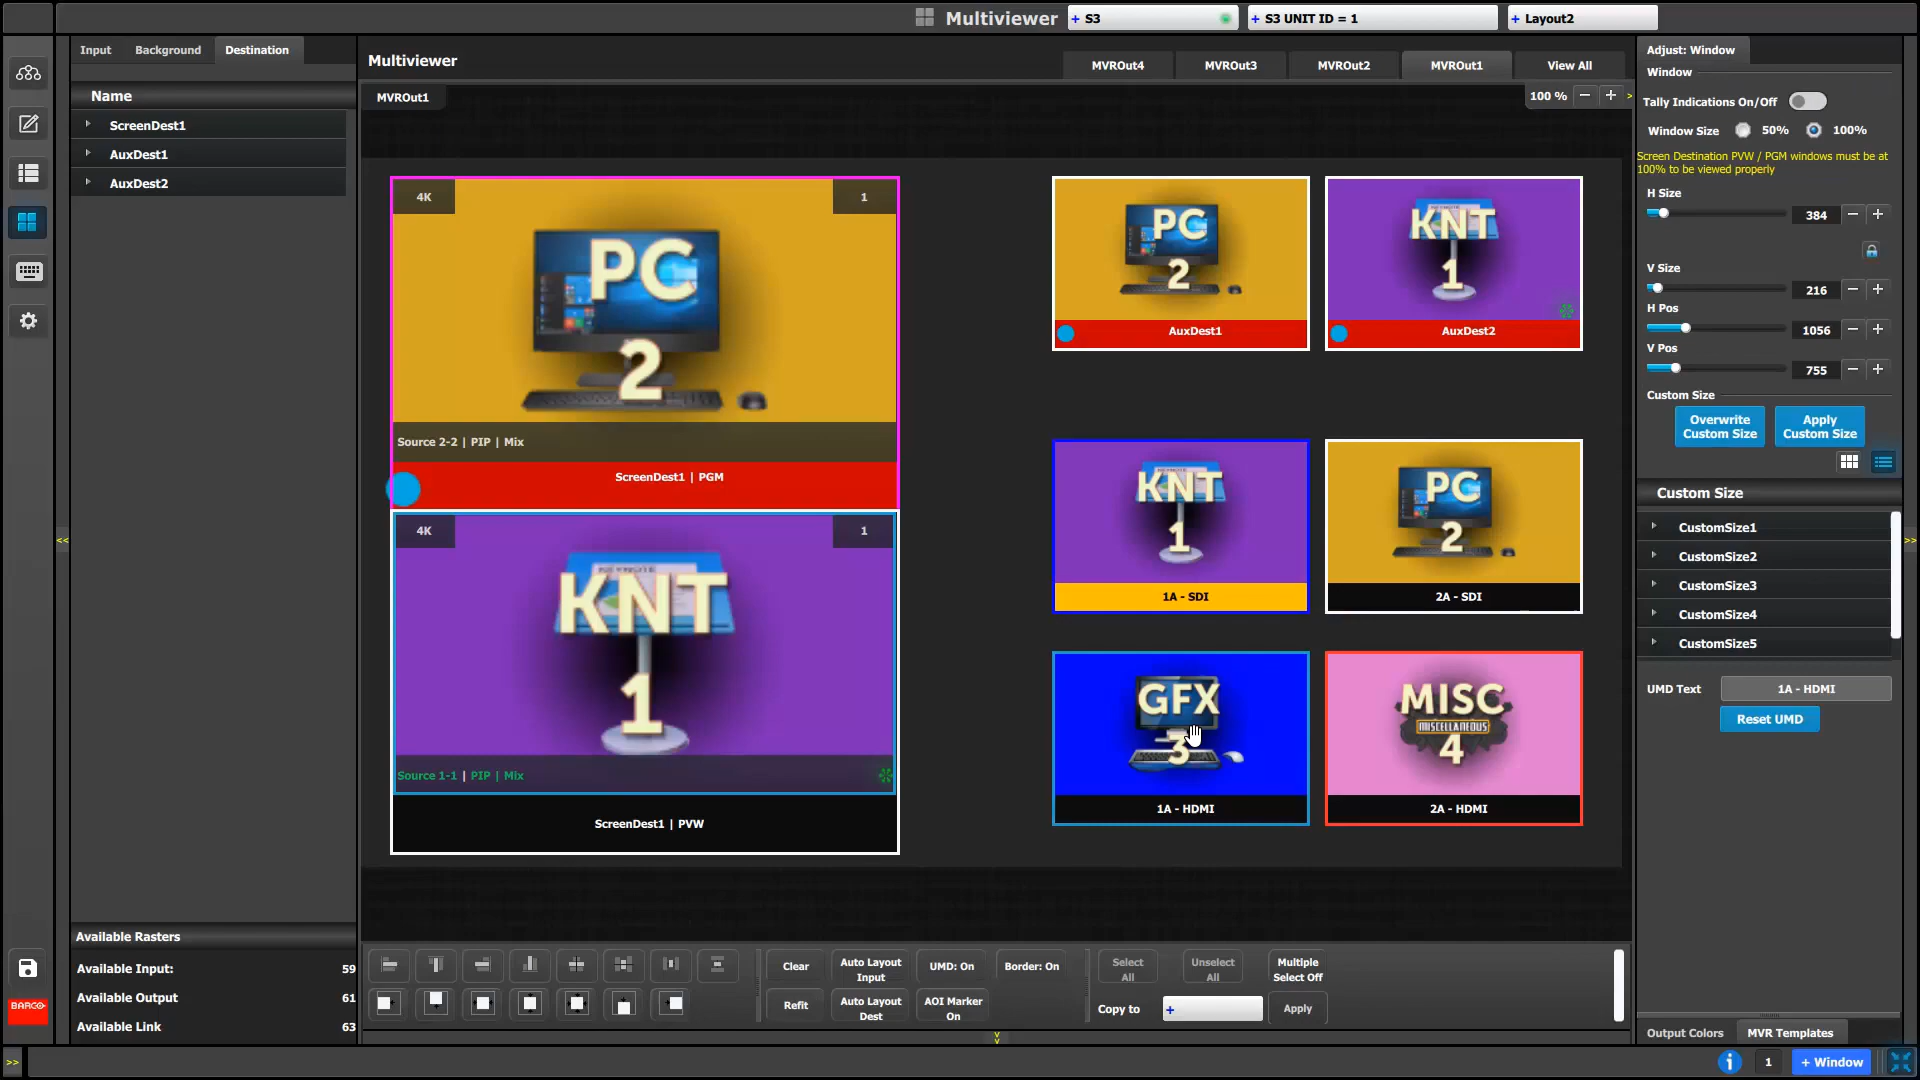 Multiviewer
+ S3
+ S3 UNIT ID = 1
+ Layout2
Input
Background
Destination
Name
ScreenDest1
AuxDest1
AuxDest2
<<
Available Rasters
Available Input: 59
Available Output 61
Available Link 63
BARCO
>>
Multiviewer
MVROut4
MVROut3
MVROut2
MVROut1
View All
MVROut1
100 % − + >
4K
1
PC
2
Source 2-2 | PIP | Mix
ScreenDest1 | PGM
4K
1
KEYNOTE
KNT
1
Source 1-1 | PIP | Mix
ScreenDest1 | PVW
PC
2
AuxDest1
KNT
1
AuxDest2
KNT
1
1A - SDI
PC
2
2A - SDI
GFX
3
1A - HDMI
MISC
MISCELLANEOUS
4
2A - HDMI
Clear
Auto Layout
Input
UMD: On
Border: On
Refit
Auto Layout
Dest
AOI Marker
On
Select
All
Unselect
All
Multiple
Select Off
Copy to
+
Apply
Adjust: Window
Window
Tally Indications On/Off
Window Size 50% 100%
Screen Destination PVW / PGM windows must be at
100% to be viewed properly
H Size
384 − +
V Size
216 − +
H Pos
1056 − +
V Pos
755 − +
Custom Size
Overwrite
Custom Size
Apply
Custom Size
Custom Size
CustomSize1
CustomSize2
CustomSize3
CustomSize4
CustomSize5
>>
UMD Text 1A - HDMI
Reset UMD
Output Colors
MVR Templates
i
1
+ Window